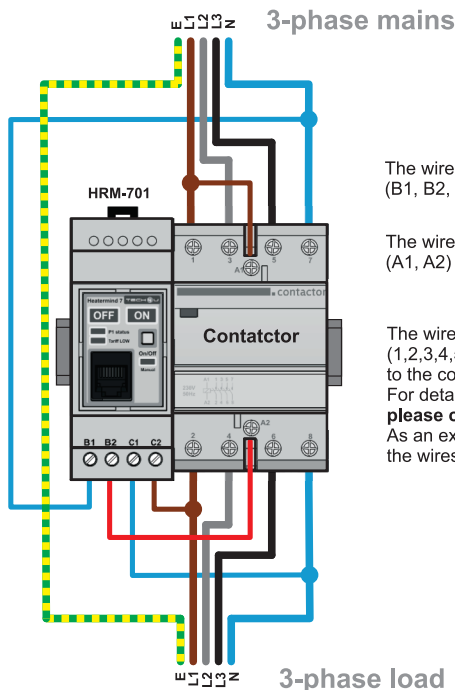 3-phase mains
E L1 L2 L3 N
HRM-701
The wire
(B1, B2,
The wire
(A1, A2)
1 3 5 7
A1
Heatermind 7
OFF ON
P1 status
Tariff LOW
On/Off
Manual
.contactor
Contatctor
The wire
(1,2,3,4,
to the co
For deta
please c
As an ex
the wires
A2
B1 B2 C1 C2
2 4 6 8
E L1 L2 L3 N
3-phase load